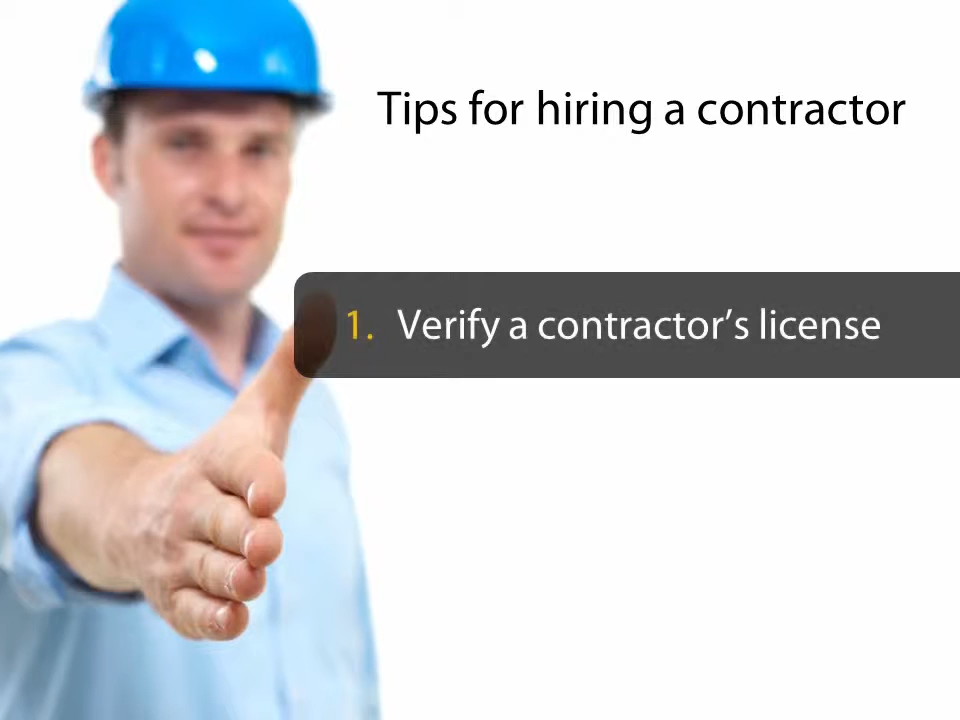 Tips for hiring a contractor
1. Verify a contractor’s license